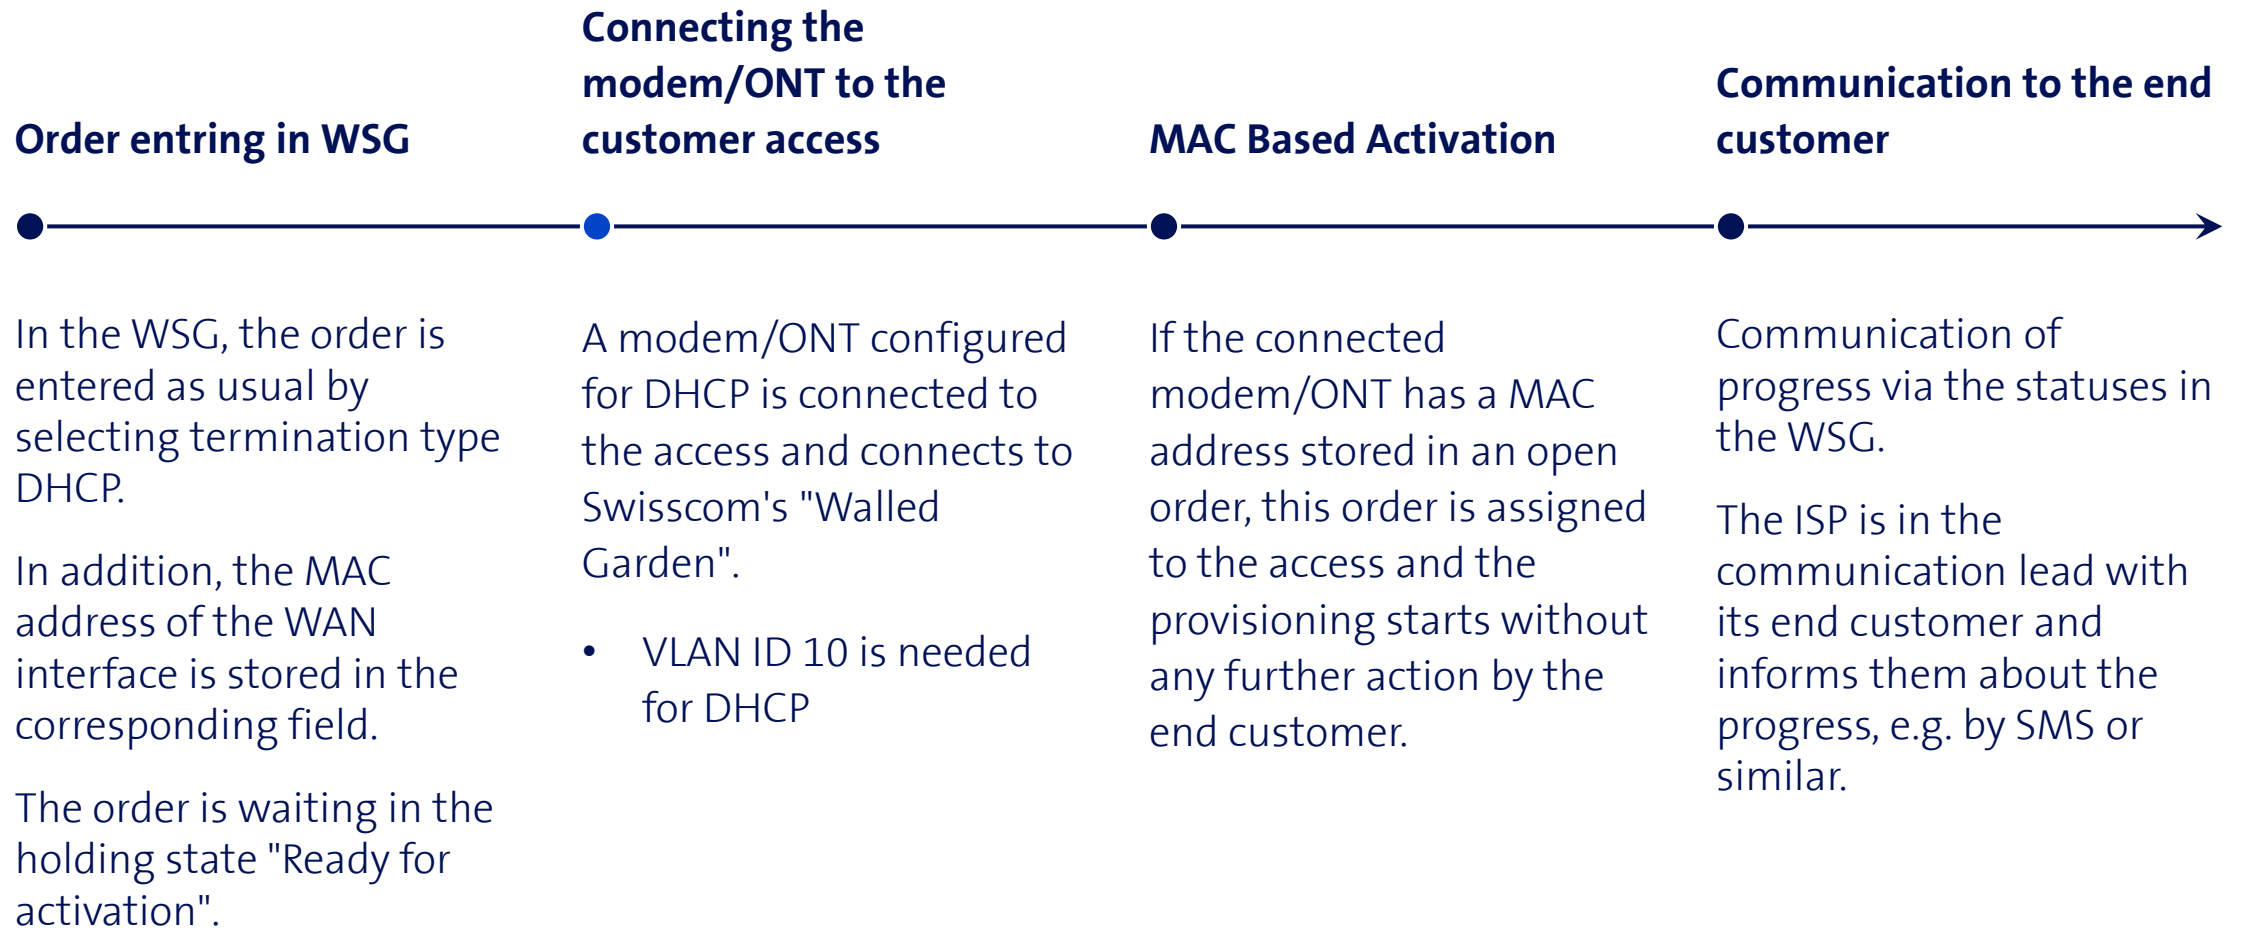 Order entring in WSG
In the WSG, the order is
entered as usual by
selecting termination type
DHCP.
In addition, the MAC
address of the WAN
interface is stored in the
corresponding field.
The order is waiting in the
holding state "Ready for
activation".
Connecting the
modem/ONT to the
customer access
A modem/ONT configured
for DHCP is connected to
the access and connects to
Swisscom's "Walled
Garden".
• VLAN ID 10 is needed
for DHCP
MAC Based Activation
If the connected
modem/ONT has a MAC
address stored in an open
order, this order is assigned
to the access and the
provisioning starts without
any further action by the
end customer.
Communication to the end
customer
Communication of
progress via the statuses in
the WSG.
The ISP is in the
communication lead with
its end customer and
informs them about the
progress, e.g. by SMS or
similar.